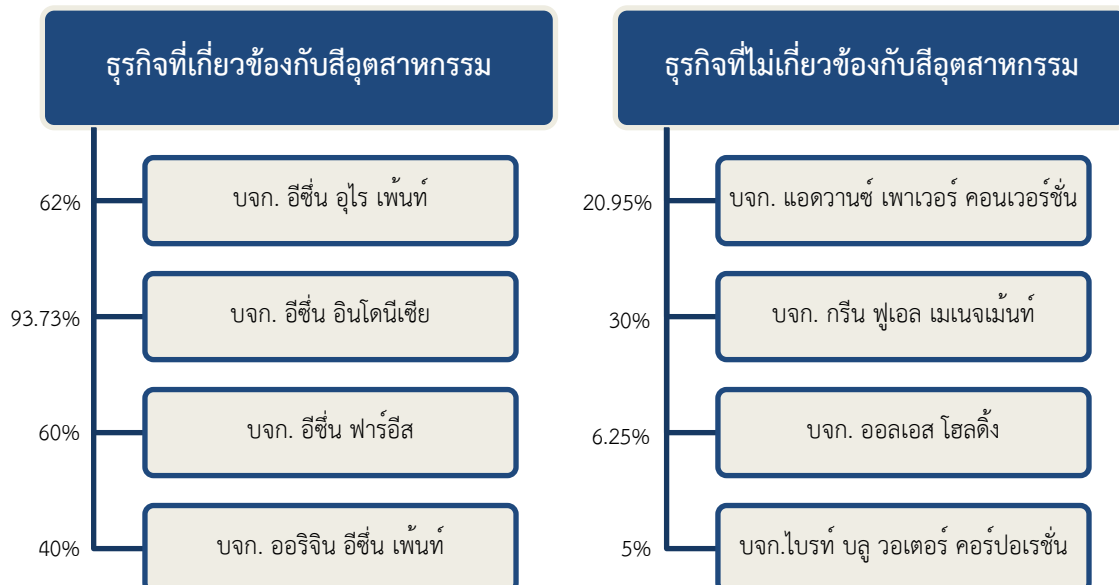 ธุรกิจที่เกี่ยวข้องกับสีอุตสาหกรรม
62%
บจก. อีซึ่น อุไร เพ้นท์
93.73%
บจก. อีซึ่น อินโดนีเซีย
60%
บจก. อีซึ่น ฟาร์อีส
40%
บจก. ออริจิน อีซึ่น เพ้นท์
ธุรกิจที่ไม่เกี่ยวข้องกับสีอุตสาหกรรม
20.95%
บจก. แอดวานซ์ เพาเวอร์ คอนเวอร์ชั่น
30%
บจก. กรีน ฟูเอล เมเนจเม้นท์
6.25%
บจก. ออลเอส โฮลดิ้ง
5%
บจก.ไบรท์ บลู วอเตอร์ คอร์ปอเรชั่น